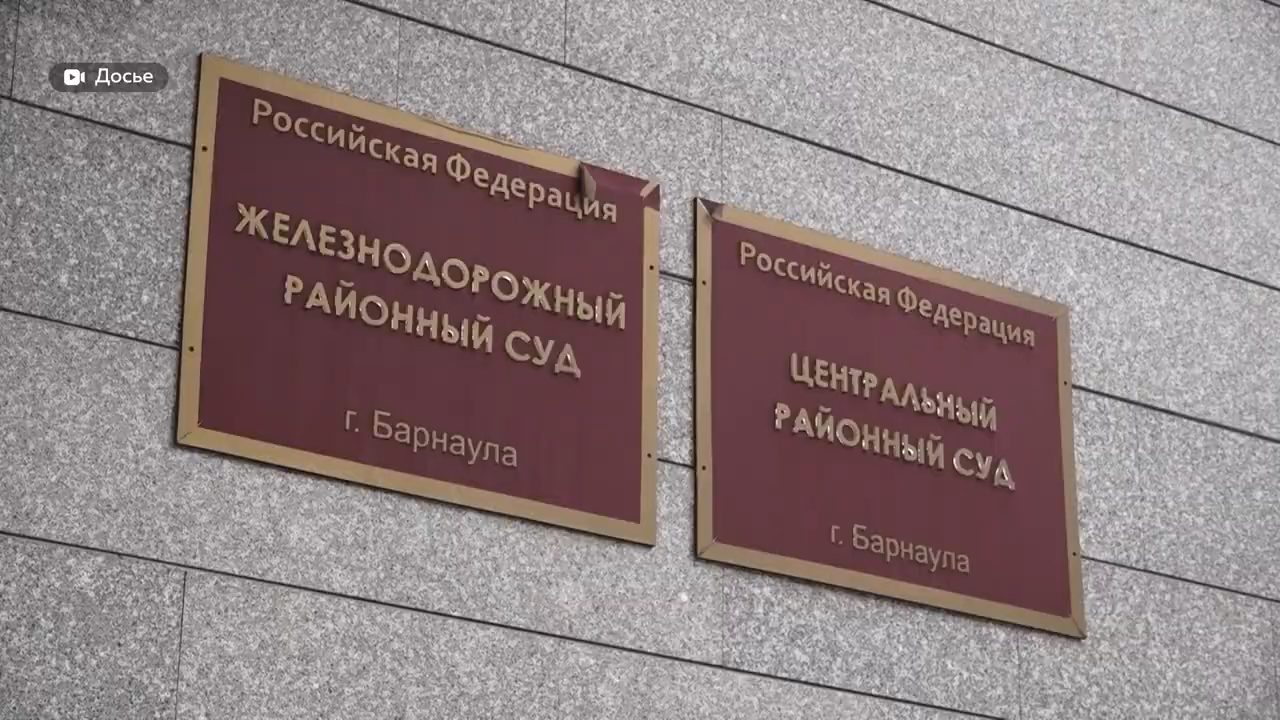 Досье
Российская Федерация
ЖЕЛЕЗНОДОРОЖНЫЙ
РАЙОННЫЙ СУД
г. Барнаула
Российская Федерация
ЦЕНТРАЛЬНЫЙ
РАЙОННЫЙ СУД
г. Барнаула